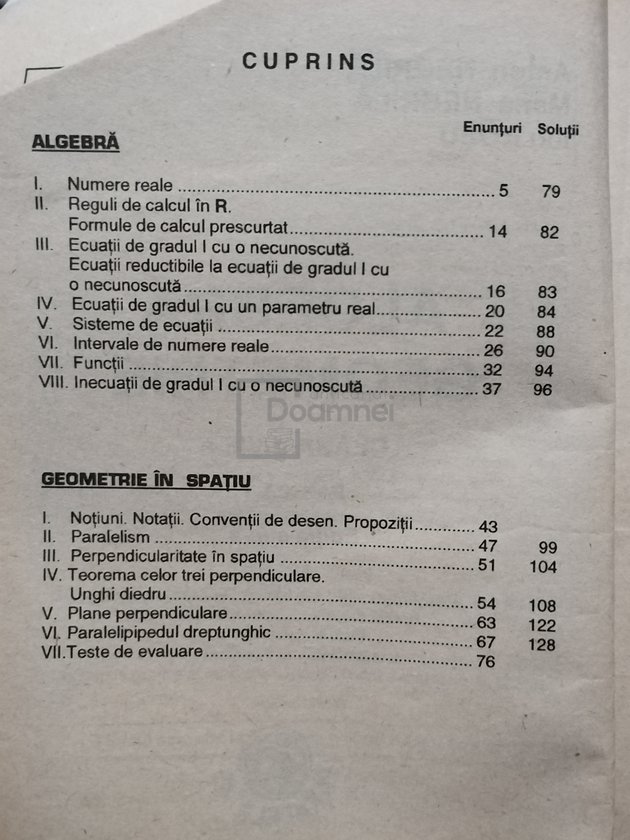 CUPRINS
Enunțuri Soluții
ALGEBRĂ
I. Numere reale ............ 5 79
II. Reguli de calcul în R.
Formule de calcul prescurtat ............ 14 82
III. Ecuații de gradul I cu o necunoscută.
Ecuații reductibile la ecuații de gradul I cu
o necunoscută ............ 16 83
IV. Ecuații de gradul I cu un parametru real ............ 20 84
V. Sisteme de ecuații ............ 22 88
VI. Intervale de numere reale ............ 26 90
VII. Funcții ............ 32 94
VIII. Inecuații de gradul I cu o necunoscută ............ 37 96
Doamnei
GEOMETRIE ÎN SPAȚIU
I. Noțiuni. Notații. Convenții de desen. Propoziții ............ 43
II. Paralelism ............ 47 99
III. Perpendicularitate în spațiu ............ 51 104
IV. Teorema celor trei perpendiculare.
Unghi diedru ............ 54 108
V. Plane perpendiculare ............ 63 122
VI. Paralelipipedul dreptunghic ............ 67 128
VII. Teste de evaluare ............ 76